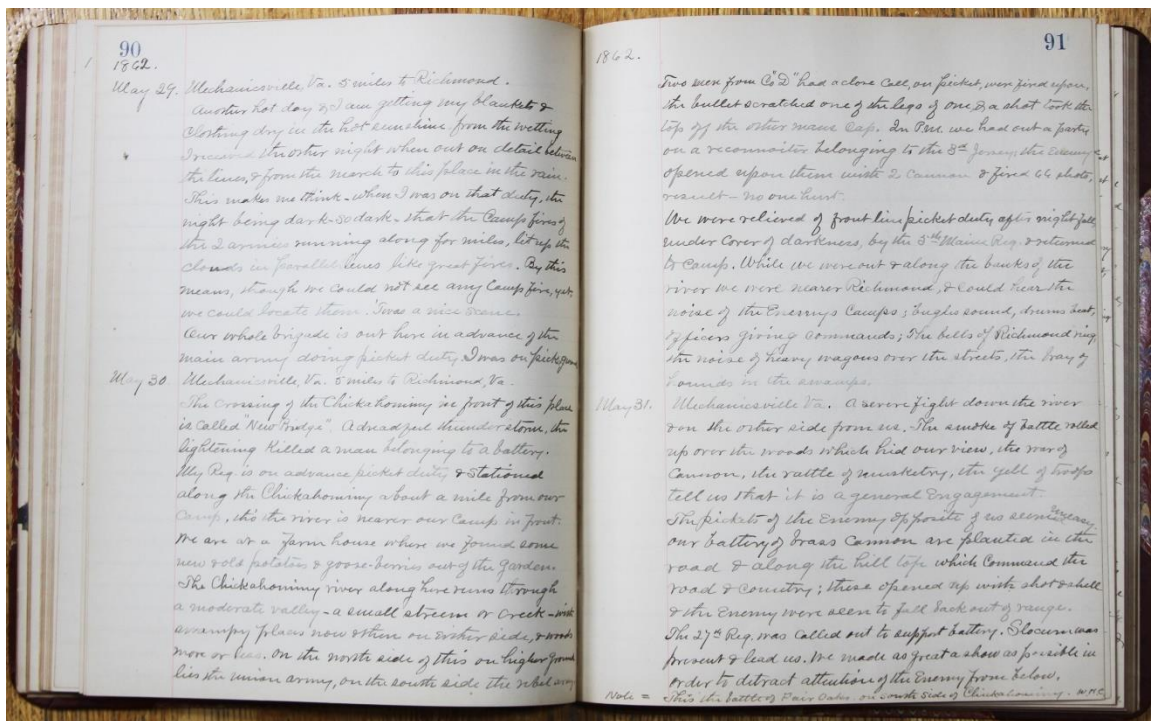 90
1862.
May 29. Mechanicsville Va. 5 miles to Richmond.
Another hot day & I am getting my blankets &
clothing dry in the hot sunshine from the wetting
I received the other night when out on detail between
the lines, & from the march to this place in the rain.
This makes me think - when I was on that duty, the
night being dark - so dark - that the Camp fires of
the 2 armies running along for miles, lit up the
clouds in parallel lines like great fires. By this
means, though we could not see any Camp fire, yet,
we could locate them. 'Twas a nice scene.
Our whole brigade is out here in advance of the
main army doing picket duty, I was on picket
May 30. Mechanicsville, Va. 5 miles to Richmond, Va.
The crossing of the Chickahominy in front of this place
is called "New Bridge". A dreadful thunder storm, the
lightening killed a man belonging to a battery.
My Reg. is on advance picket duty & stationed
along the Chickahominy about a mile from our
camp, tho the river is nearer our Camp in front.
We are at a farm house where we found some
new & old potatoes & goose-berries out of the Garden.
The Chickahominy river along here runs through
a moderate valley - a small streem or creek - with
swampy places now & then on either side, & woods
more or less. On the north side of this on higher ground
lies the union army, on the south side the rebel army
91
1862.
Two men from Co "D" had a close call, on picket, were fired upon,
the bullet scratched one of the legs of one & a shot took the
top off the other mans Cap. In P.M. we had out a party
on a reconnoiter belonging to the 3d Jersey, the Enemy
opened upon them with 2 Cannon & fired 66 shots,
result - no one hurt.
We were relieved of front line picket duty after night fall
under cover of darkness, by the 5th Maine Reg. & returned
to Camp. While we were out & along the banks of the
river we were nearer Richmond, & could hear the
noise of the Enemys Camps; bugle sound, drums beat,
officers giving commands; The bells of Richmond ring,
the noise of heavy wagons over the streets, the bray of
hounds in the swamps.
May 31. Mechanicsville Va. A severe fight down the river
& on the other side from us. The smoke of battle rolled
up over the woods which hid our view, the roar of
Cannon, the rattle of musketry, the yell of troops
tell us that it is a general Engagement.
The pickets of the Enemy opposite of us seem uneasy.
our battery of brass Cannon are planted in the
road & along the hill top which Command the
road & Country; these opened up with shot & shell
& the Enemy were seen to fall back out of range.
The 27th Reg. was called out to support battery. Slocum was
present & lead us. We made as great a show as possible in
order to ditract attention of the Enemy from below.
Note = This the battle of Fair Oaks. on south side of Chickahominy. W.M.C.